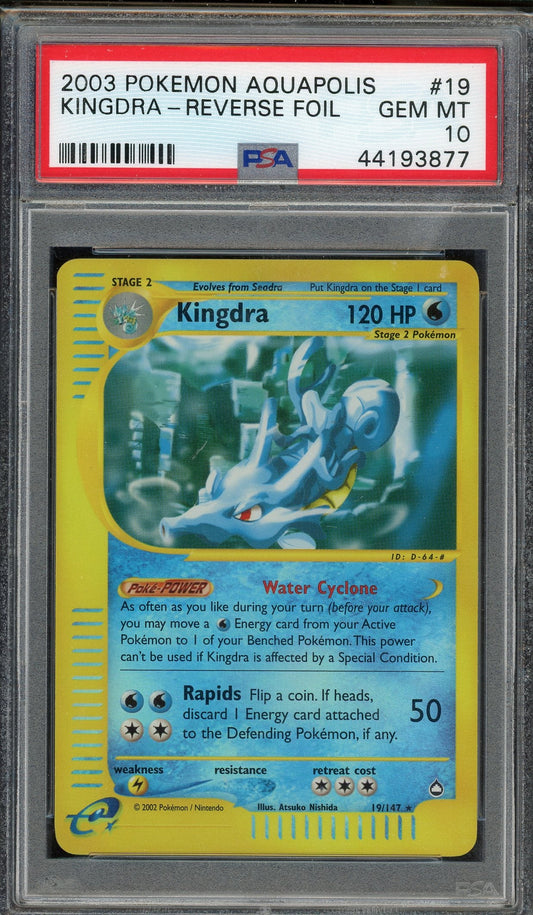 2003 POKEMON AQUAPOLIS #19
KINGDRA – REVERSE FOIL GEM MT
10
PSA 44193877
STAGE 2 Evolves from Seadra Put Kingdra on the Stage 1 card
Kingdra 120 HP
Stage 2 Pokémon
ID: D-64-#
Poké-POWER Water Cyclone
As often as you like during your turn (before your attack),
you may move a Energy card from your Active
Pokémon to 1 of your Benched Pokémon. This power
can't be used if Kingdra is affected by a Special Condition.
Rapids Flip a coin. If heads,
discard 1 Energy card attached 50
to the Defending Pokémon, if any.
weakness resistance retreat cost
© 2002 Pokémon / Nintendo Illus. Atsuko Nishida 19/147 ★
e
PSA